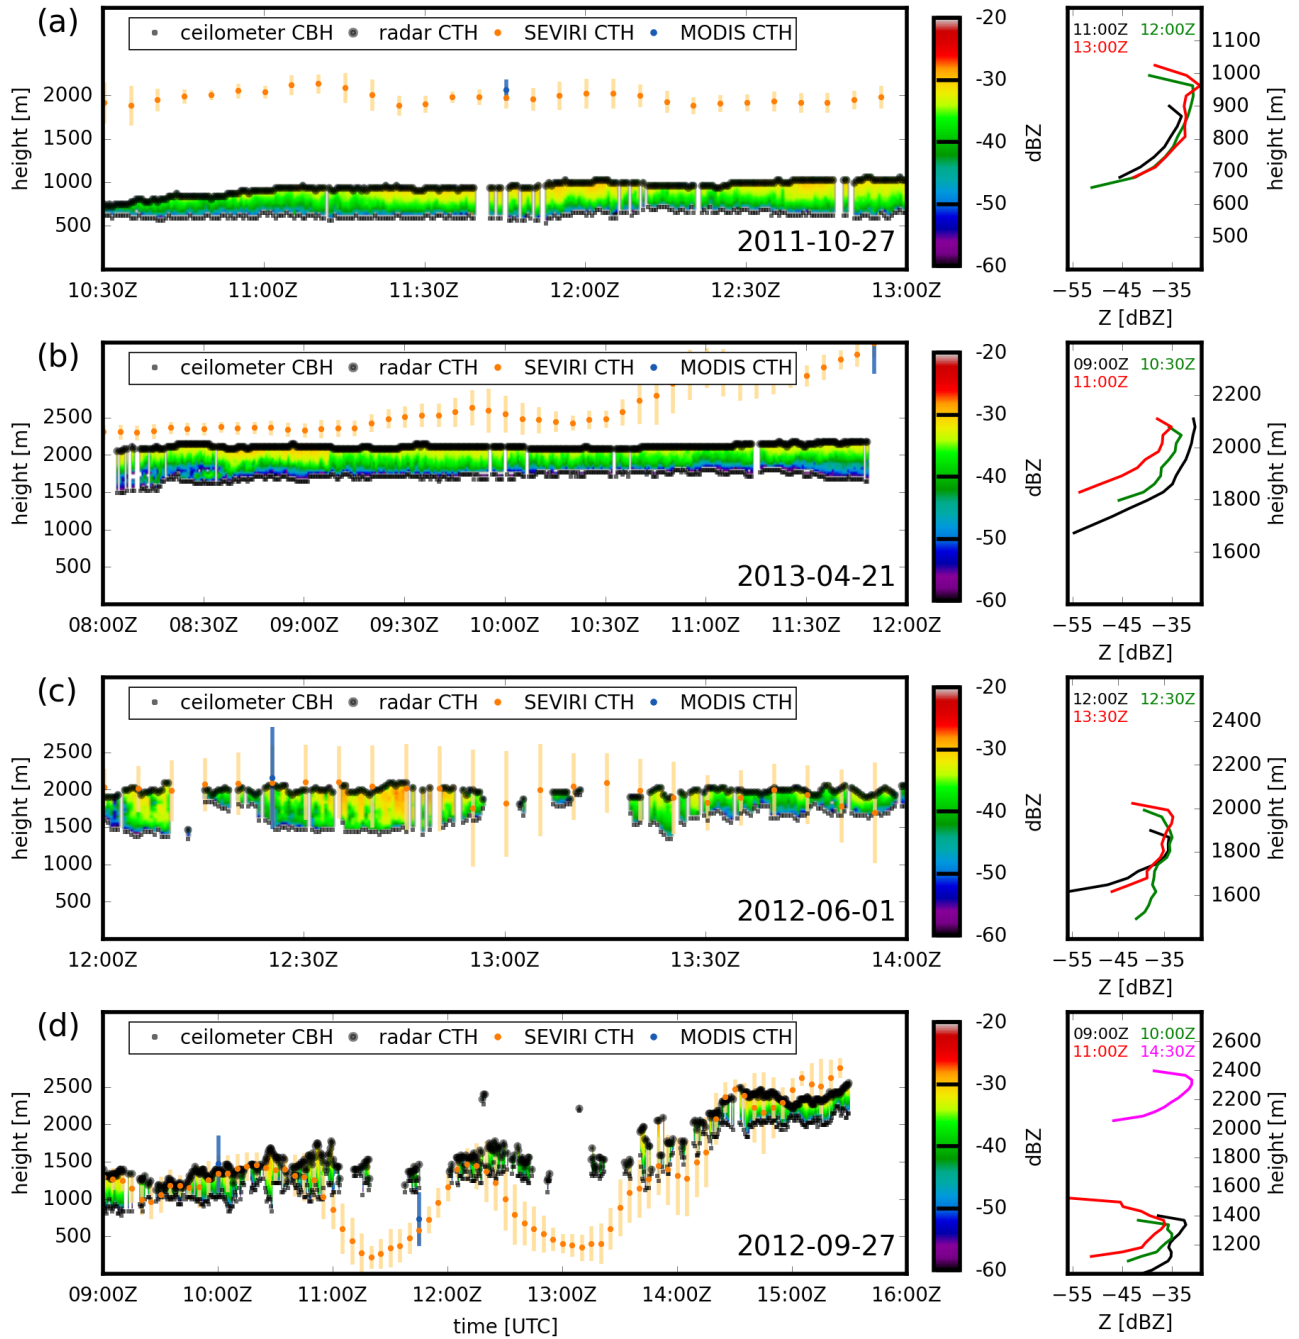 (a)
ceilometer CBH radar CTH SEVIRI CTH MODIS CTH
height [m]
2000
1500
1000
500
2011-10-27
10:30Z 11:00Z 11:30Z 12:00Z 12:30Z 13:00Z
-20
-30
-40
-50
-60
dBZ
11:00Z 12:00Z
13:00Z
1100
1000
900
800
700
600
500
height [m]
−55 −45 −35
Z [dBZ]
(b)
ceilometer CBH radar CTH SEVIRI CTH MODIS CTH
height [m]
2500
2000
1500
1000
500
2013-04-21
08:00Z 08:30Z 09:00Z 09:30Z 10:00Z 10:30Z 11:00Z 11:30Z 12:00Z
-20
-30
-40
-50
-60
dBZ
09:00Z 10:30Z
11:00Z
2200
2000
1800
1600
height [m]
−55 −45 −35
Z [dBZ]
(c)
ceilometer CBH radar CTH SEVIRI CTH MODIS CTH
height [m]
2500
2000
1500
1000
500
2012-06-01
12:00Z 12:30Z 13:00Z 13:30Z 14:00Z
-20
-30
-40
-50
-60
dBZ
12:00Z 12:30Z
13:30Z
2400
2200
2000
1800
1600
height [m]
−55 −45 −35
Z [dBZ]
(d)
ceilometer CBH radar CTH SEVIRI CTH MODIS CTH
height [m]
2500
2000
1500
1000
500
2012-09-27
09:00Z 10:00Z 11:00Z 12:00Z 13:00Z 14:00Z 15:00Z 16:00Z
time [UTC]
-20
-30
-40
-50
-60
dBZ
09:00Z 10:00Z
11:00Z 14:30Z
2600
2400
2200
2000
1800
1600
1400
1200
height [m]
−55 −45 −35
Z [dBZ]